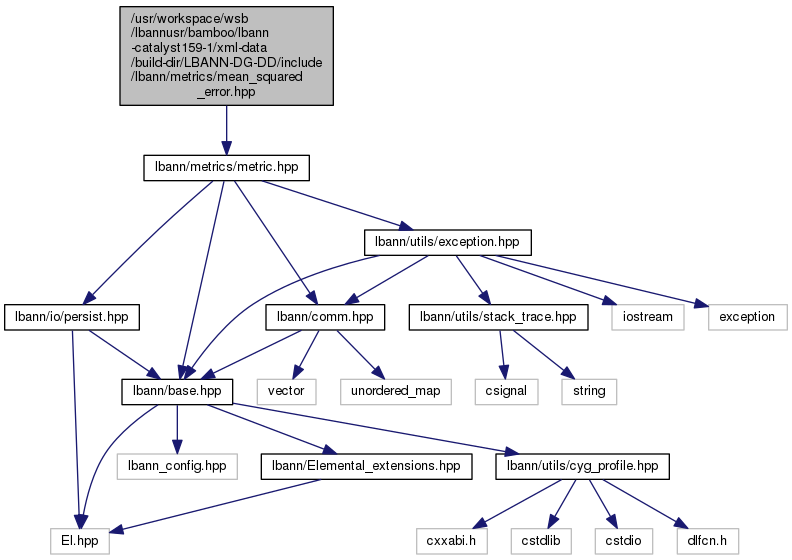 /usr/workspace/wsb
/lbannusr/bamboo/lbann
-catalyst159-1/xml-data
/build-dir/LBANN-DG-DD/include
/lbann/metrics/mean_squared
_error.hpp
lbann/metrics/metric.hpp
lbann/utils/exception.hpp
lbann/io/persist.hpp
lbann/comm.hpp
lbann/utils/stack_trace.hpp
iostream
exception
lbann/base.hpp
vector
unordered_map
csignal
string
lbann_config.hpp
lbann/Elemental_extensions.hpp
lbann/utils/cyg_profile.hpp
El.hpp
cxxabi.h
cstdlib
cstdio
dlfcn.h